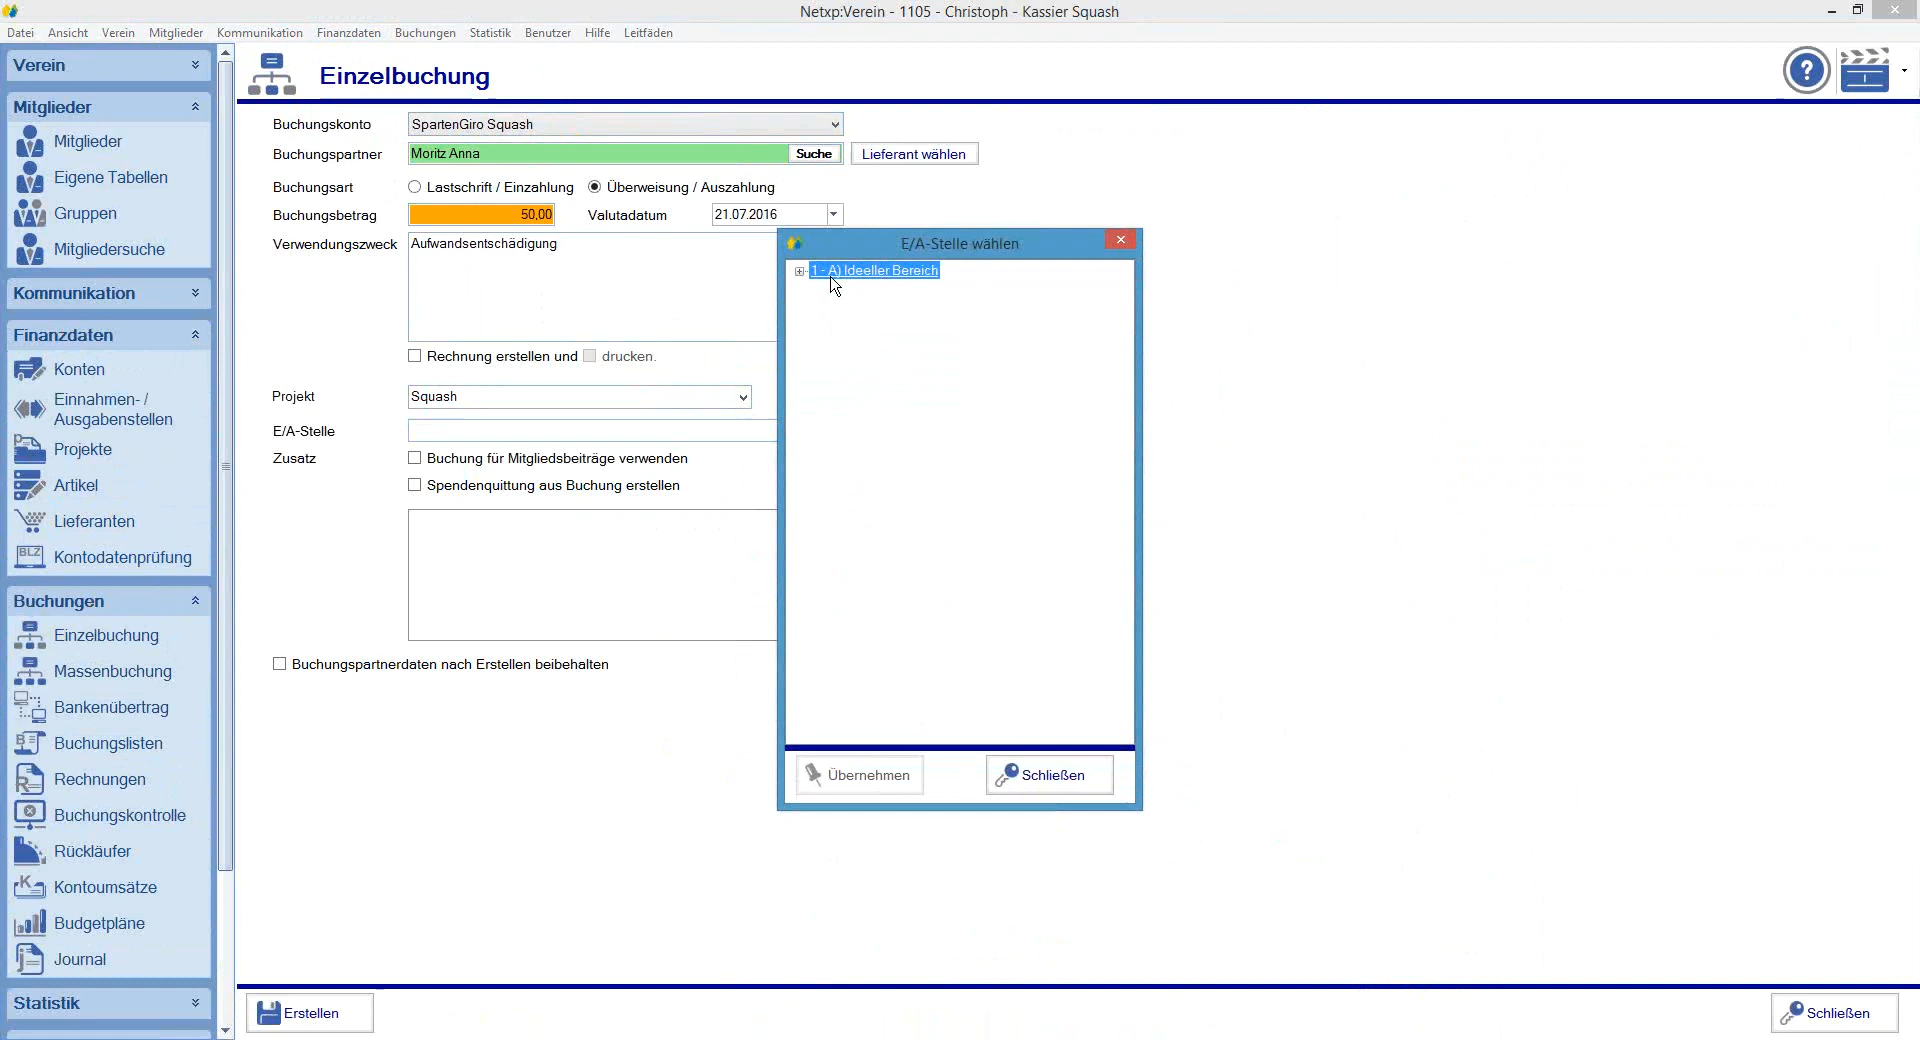 Netxp:Verein - 1105 - Christoph - Kassier Squash
Datei Ansicht Verein Mitglieder Kommunikation Finanzdaten Buchungen Statistik Benutzer Hilfe Leitfäden
Verein
Mitglieder
Mitglieder
Eigene Tabellen
Gruppen
Mitgliedersuche
Kommunikation
Finanzdaten
Konten
Einnahmen- /
Ausgabenstellen
Projekte
Artikel
Lieferanten
BLZ Kontodatenprüfung
Buchungen
Einzelbuchung
Massenbuchung
Bankenübertrag
Buchungslisten
Rechnungen
Buchungskontrolle
Rückläufer
Kontoumsätze
Budgetpläne
Journal
Statistik
Einzelbuchung
Buchungskonto SpartenGiro Squash
Buchungspartner Moritz Anna Suche Lieferant wählen
Buchungsart Lastschrift / Einzahlung Überweisung / Auszahlung
Buchungsbetrag 50,00 Valutadatum 21.07.2016
Verwendungszweck Aufwandsentschädigung
Rechnung erstellen und drucken.
Projekt Squash
E/A-Stelle
Zusatz Buchung für Mitgliedsbeiträge verwenden
Spendenquittung aus Buchung erstellen
Buchungspartnerdaten nach Erstellen beibehalten
E/A-Stelle wählen
1 - A) Ideeller Bereich
Übernehmen Schließen
Erstellen Schließen